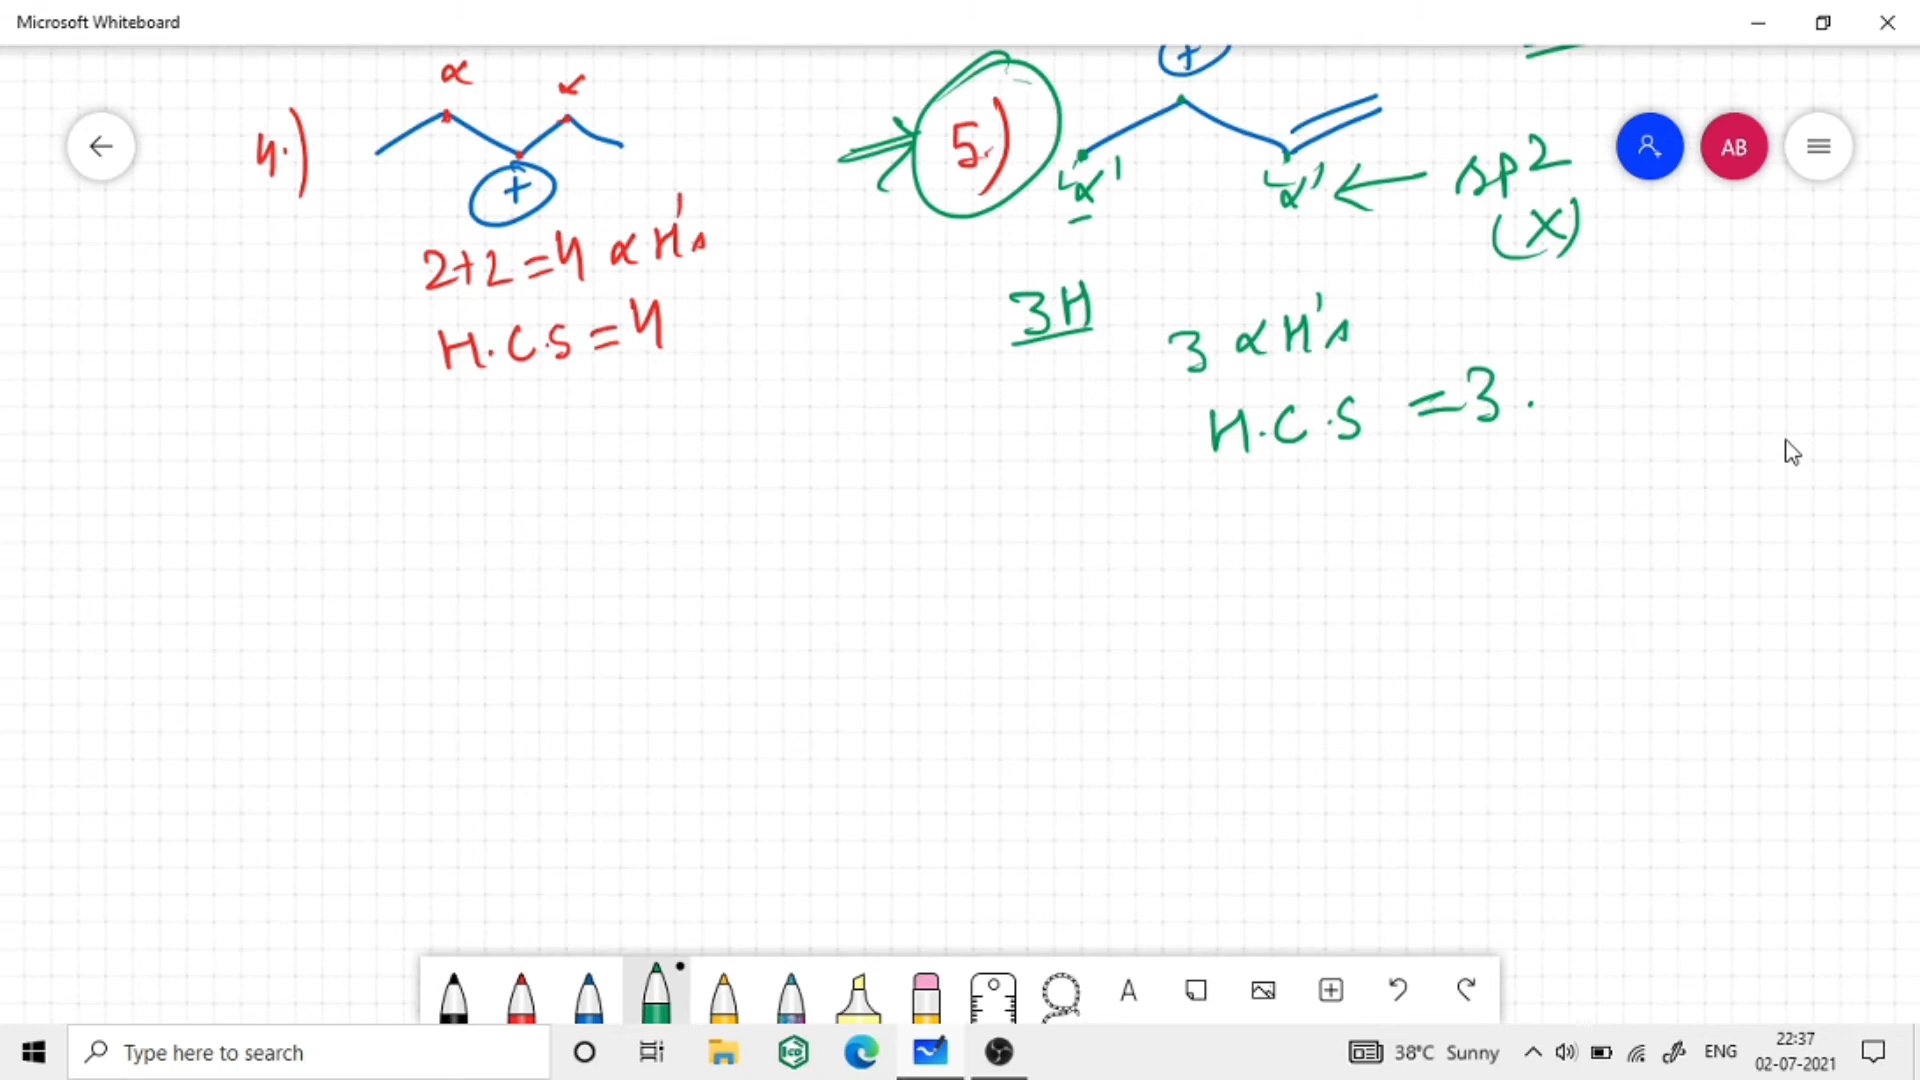 Microsoft Whiteboard
4.)
α
α
+
2+2=4 α H's
H.C.S = 4
5.)
+
'α'
'α'
sp2
(X)
3H
3 α H's
H.C.S = 3.
AB
A
Type here to search
38°C Sunny
ENG
22:37
02-07-2021